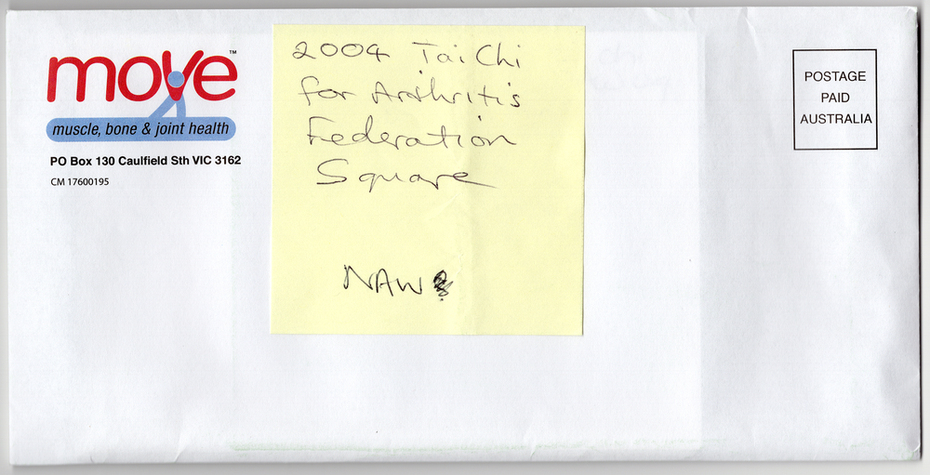 move™
muscle, bone & joint health
PO Box 130 Caulfield Sth VIC 3162
CM 17600195
2004 Tai Chi
for Arthritis
Federation
Square
NAW
POSTAGE
PAID
AUSTRALIA